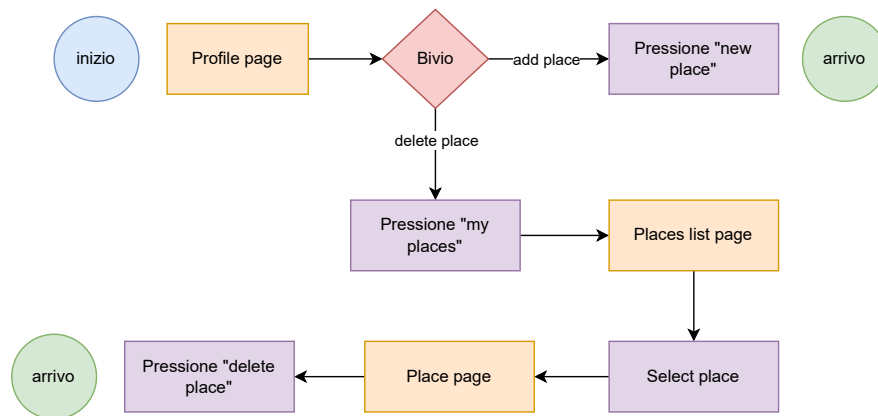 inizio
Profile page
Bivio
add place
Pressione "new
place"
arrivo
delete place
Pressione "my
places"
Places list page
arrivo
Pressione "delete
place"
Place page
Select place